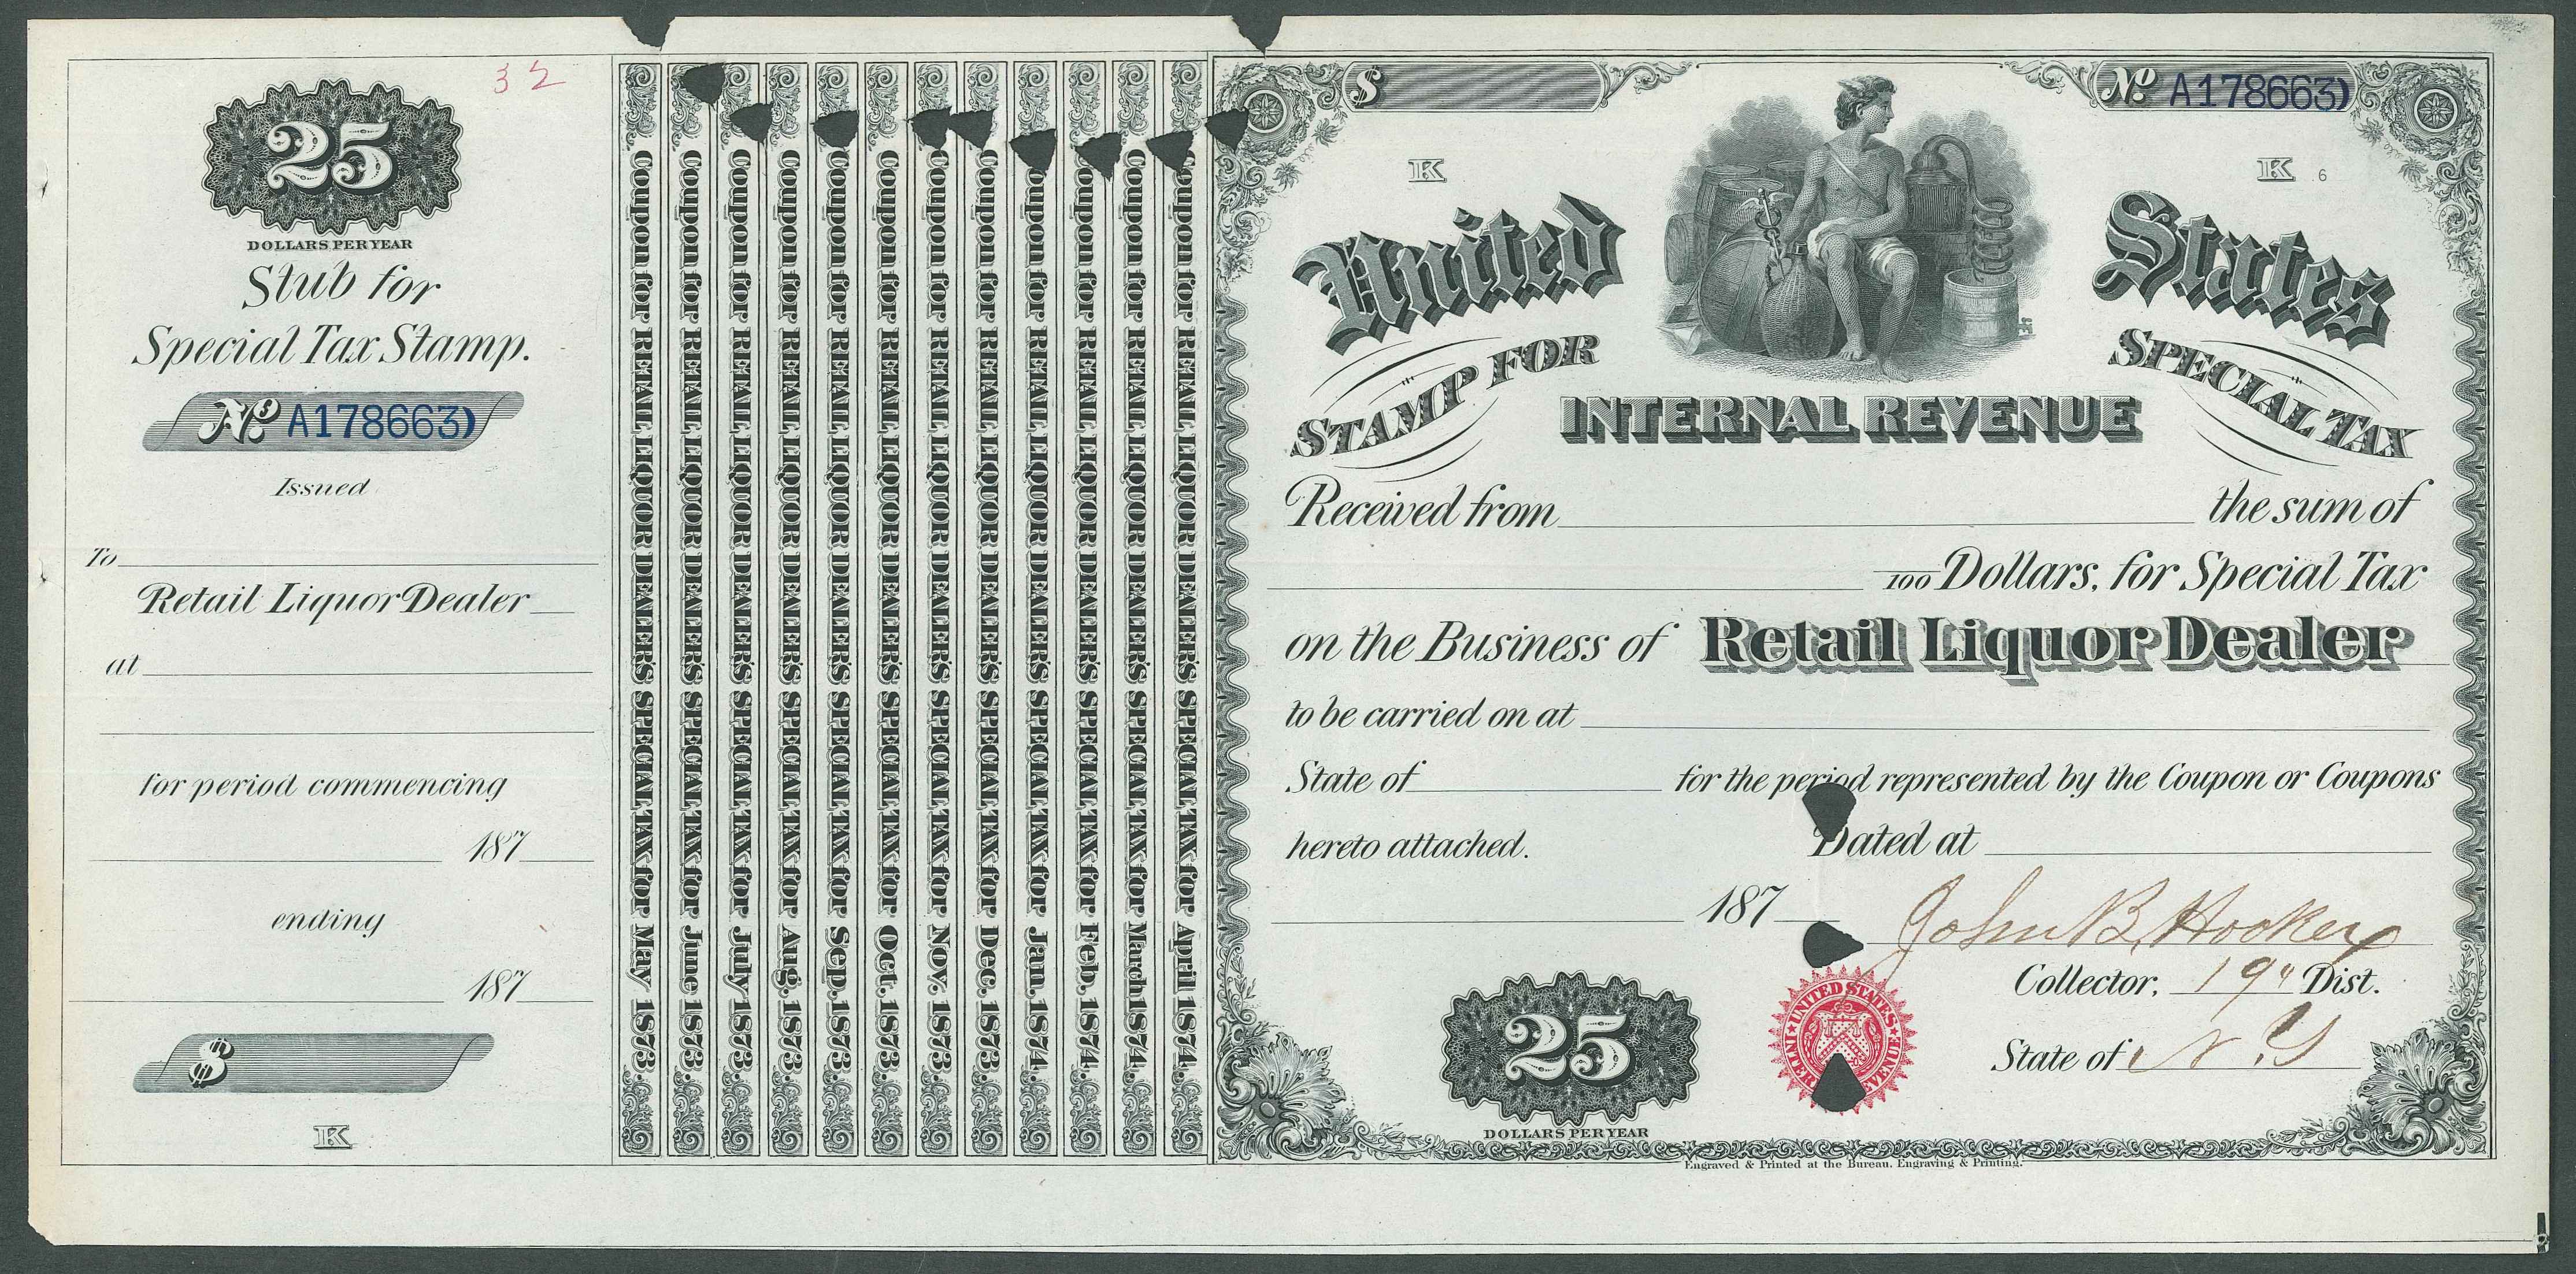 32
25
DOLLARS PER YEAR
Stub for
Special Tax Stamp.
No. A178663)
Issued
To
Retail Liquor Dealer
at
for period commencing
187
ending
187
$
K
Coupon for RETAIL LIQUOR DEALER'S SPECIAL TAX for May 1873.
Coupon for RETAIL LIQUOR DEALER'S SPECIAL TAX for June 1873.
Coupon for RETAIL LIQUOR DEALER'S SPECIAL TAX for July 1873.
Coupon for RETAIL LIQUOR DEALER'S SPECIAL TAX for Aug. 1873.
Coupon for RETAIL LIQUOR DEALER'S SPECIAL TAX for Sep. 1873.
Coupon for RETAIL LIQUOR DEALER'S SPECIAL TAX for Oct. 1873.
Coupon for RETAIL LIQUOR DEALER'S SPECIAL TAX for Nov. 1873.
Coupon for RETAIL LIQUOR DEALER'S SPECIAL TAX for Dec. 1873.
Coupon for RETAIL LIQUOR DEALER'S SPECIAL TAX for Jan. 1874.
Coupon for RETAIL LIQUOR DEALER'S SPECIAL TAX for Feb. 1874.
Coupon for RETAIL LIQUOR DEALER'S SPECIAL TAX for March 1874.
Coupon for RETAIL LIQUOR DEALER'S SPECIAL TAX for April 1874.
$ No. A178663)
K K 6
United States
STAMP FOR SPECIAL TAX
INTERNAL REVENUE
Received from the sum of
/100 Dollars, for Special Tax
on the Business of Retail Liquor Dealer
to be carried on at
State of for the period represented by the Coupon or Coupons
hereto attached. Dated at
187
John B. Hooker
Collector, 19" Dist.
State of N.Y
25
DOLLARS PER YEAR
UNITED STATES INTERNAL REVENUE
Engraved & Printed at the Bureau, Engraving & Printing.